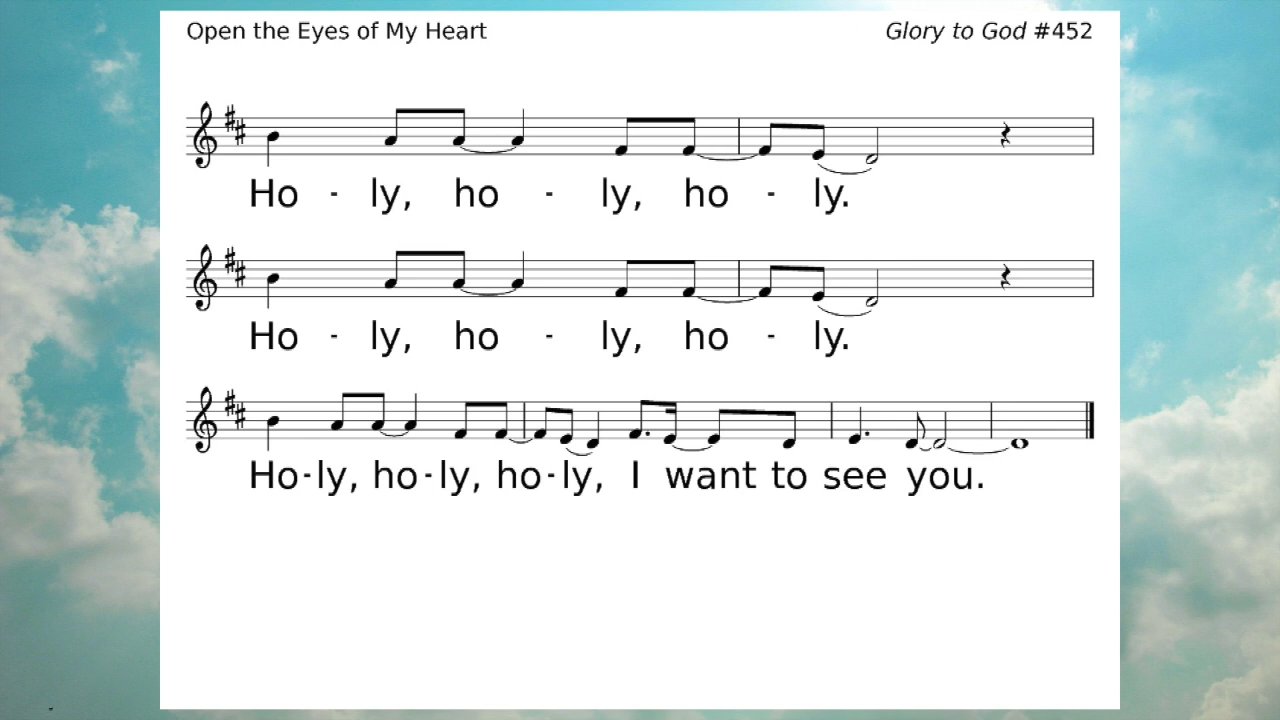 Open the Eyes of My Heart
Glory to God #452
Ho - ly, ho - ly, ho - ly.
Ho - ly, ho - ly, ho - ly.
Ho-ly, ho-ly, ho-ly, I want to see you.